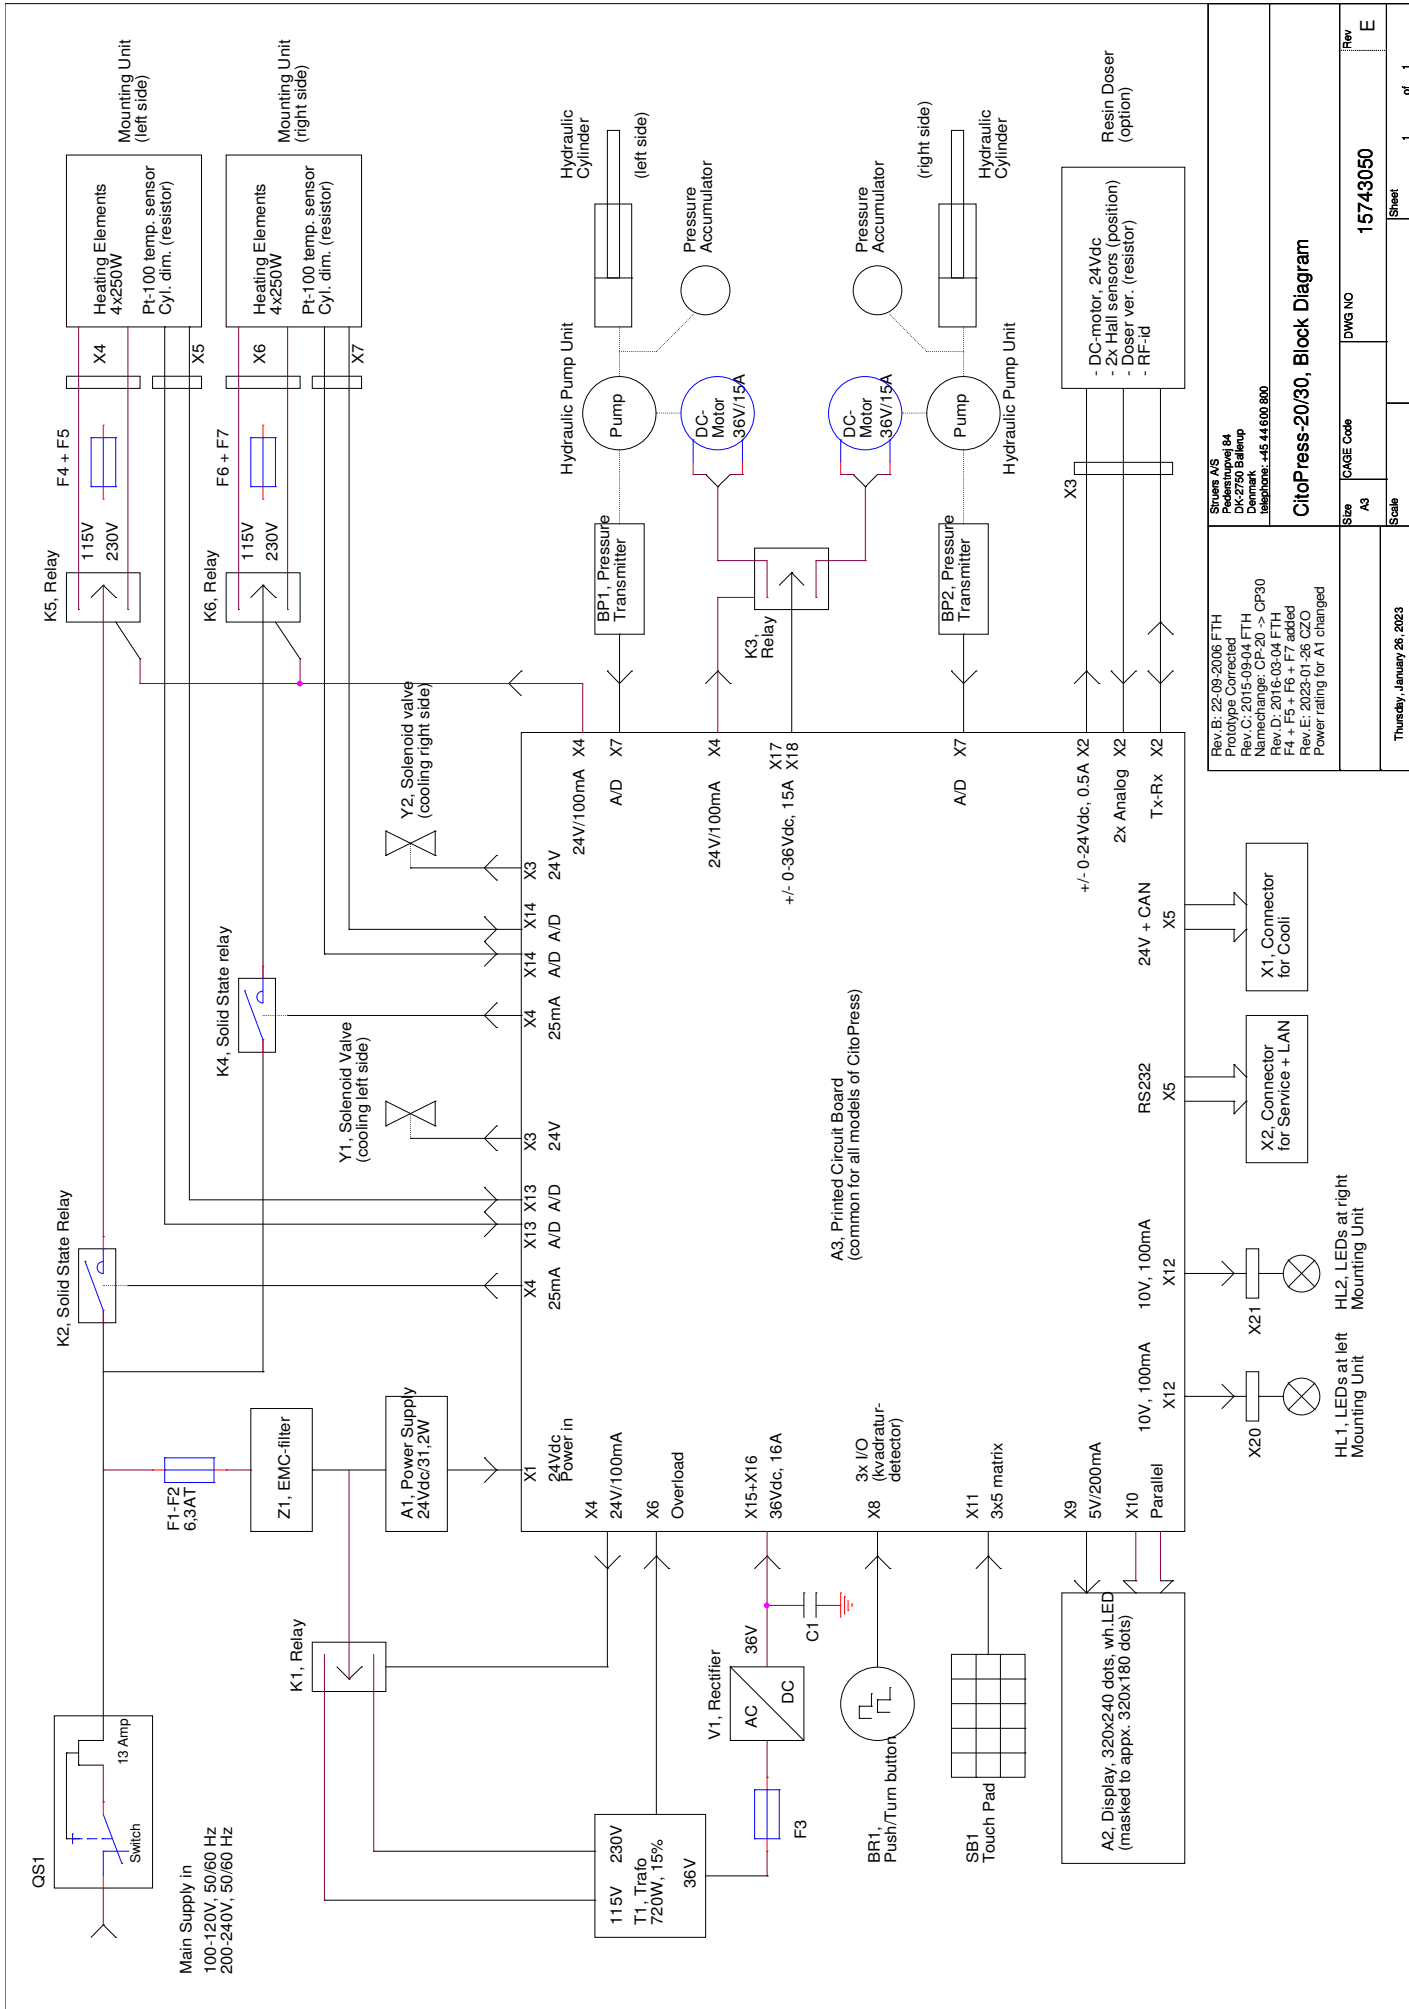 QS1
Switch
13 Amp
Main Supply in
100-120V, 50/60 Hz
200-240V, 50/60 Hz
F1-F2
6,3AT
Z1, EMC-filter
A1, Power Supply
24Vdc/31,2W
K1, Relay
115V
230V
T1, Trafo
720W, 15%
36V
F3
V1, Rectifier
AC
DC
36V
C1
BR1,
Push/Turn button
SB1
Touch Pad
A2, Display, 320x240 dots, wh.LED
(masked to appx. 320x180 dots)
K2, Solid State Relay
K4, Solid State relay
Y1, Solenoid Valve
(cooling left side)
Y2, Solenoid valve
(cooling right side)
K5, Relay
115V
230V
F4 + F5
X4
X5
Heating Elements
4x250W
Pt-100 temp. sensor
Cyl. dim. (resistor)
Mounting Unit
(left side)
K6, Relay
115V
230V
F6 + F7
X6
X7
Heating Elements
4x250W
Pt-100 temp. sensor
Cyl. dim. (resistor)
Mounting Unit
(right side)
X1
24Vdc
Power in
X4
25mA
X13
A/D
X13
A/D
X3
24V
X4
25mA
X14
A/D
X14
A/D
X3
24V
X4
24V/100mA
X6
Overload
X15+X16
36Vdc, 16A
X8
3x I/O
(kvadratur-
detector)
X11
3x5 matrix
X9
5V/200mA
X10
Parallel
A3, Printed Circuit Board
(common for all models of CitoPress)
24V/100mA
X4
A/D
X7
24V/100mA
X4
+/- 0-36Vdc, 15A
X17
X18
A/D
X7
+/- 0-24Vdc, 0.5A
X2
2x Analog
X2
Tx-Rx
X2
10V, 100mA
X12
10V, 100mA
X12
RS232
X5
24V + CAN
X5
BP1, Pressure
Transmitter
Pump
Hydraulic Pump Unit
Hydraulic
Cylinder
(left side)
Pressure
Accumulator
DC-
Motor
36V/15A
K3,
Relay
DC-
Motor
36V/15A
Pressure
Accumulator
BP2, Pressure
Transmitter
Pump
Hydraulic Pump Unit
(right side)
Hydraulic
Cylinder
X3
- DC-motor, 24Vdc
- 2x Hall sensors (position)
- Doser ver. (resistor)
- RF-id
Resin Doser
(option)
X20
HL1, LEDs at left
Mounting Unit
X21
HL2, LEDs at right
Mounting Unit
X2, Connector
for Service + LAN
X1, Connector
for Cooli
Rev.B: 22-09-2006 FTH
Prototype Corrected
Rev.C: 2015-09-04 FTH
Namechange: CP-20 -> CP30
Rev.D: 2016-03-04 FTH
F4 + F5 + F6 + F7 added
Rev.E: 2023-01-26 CZO
Power rating for A1 changed
Struers A/S
Pederstrupvej 84
DK-2750 Ballerup
Denmark
telephone: +45 44 600 800
CitoPress-20/30, Block Diagram
Size
A3
CAGE Code
DWG NO
15743050
Rev
E
Scale
Sheet
1 of 1
Thursday, January 26, 2023